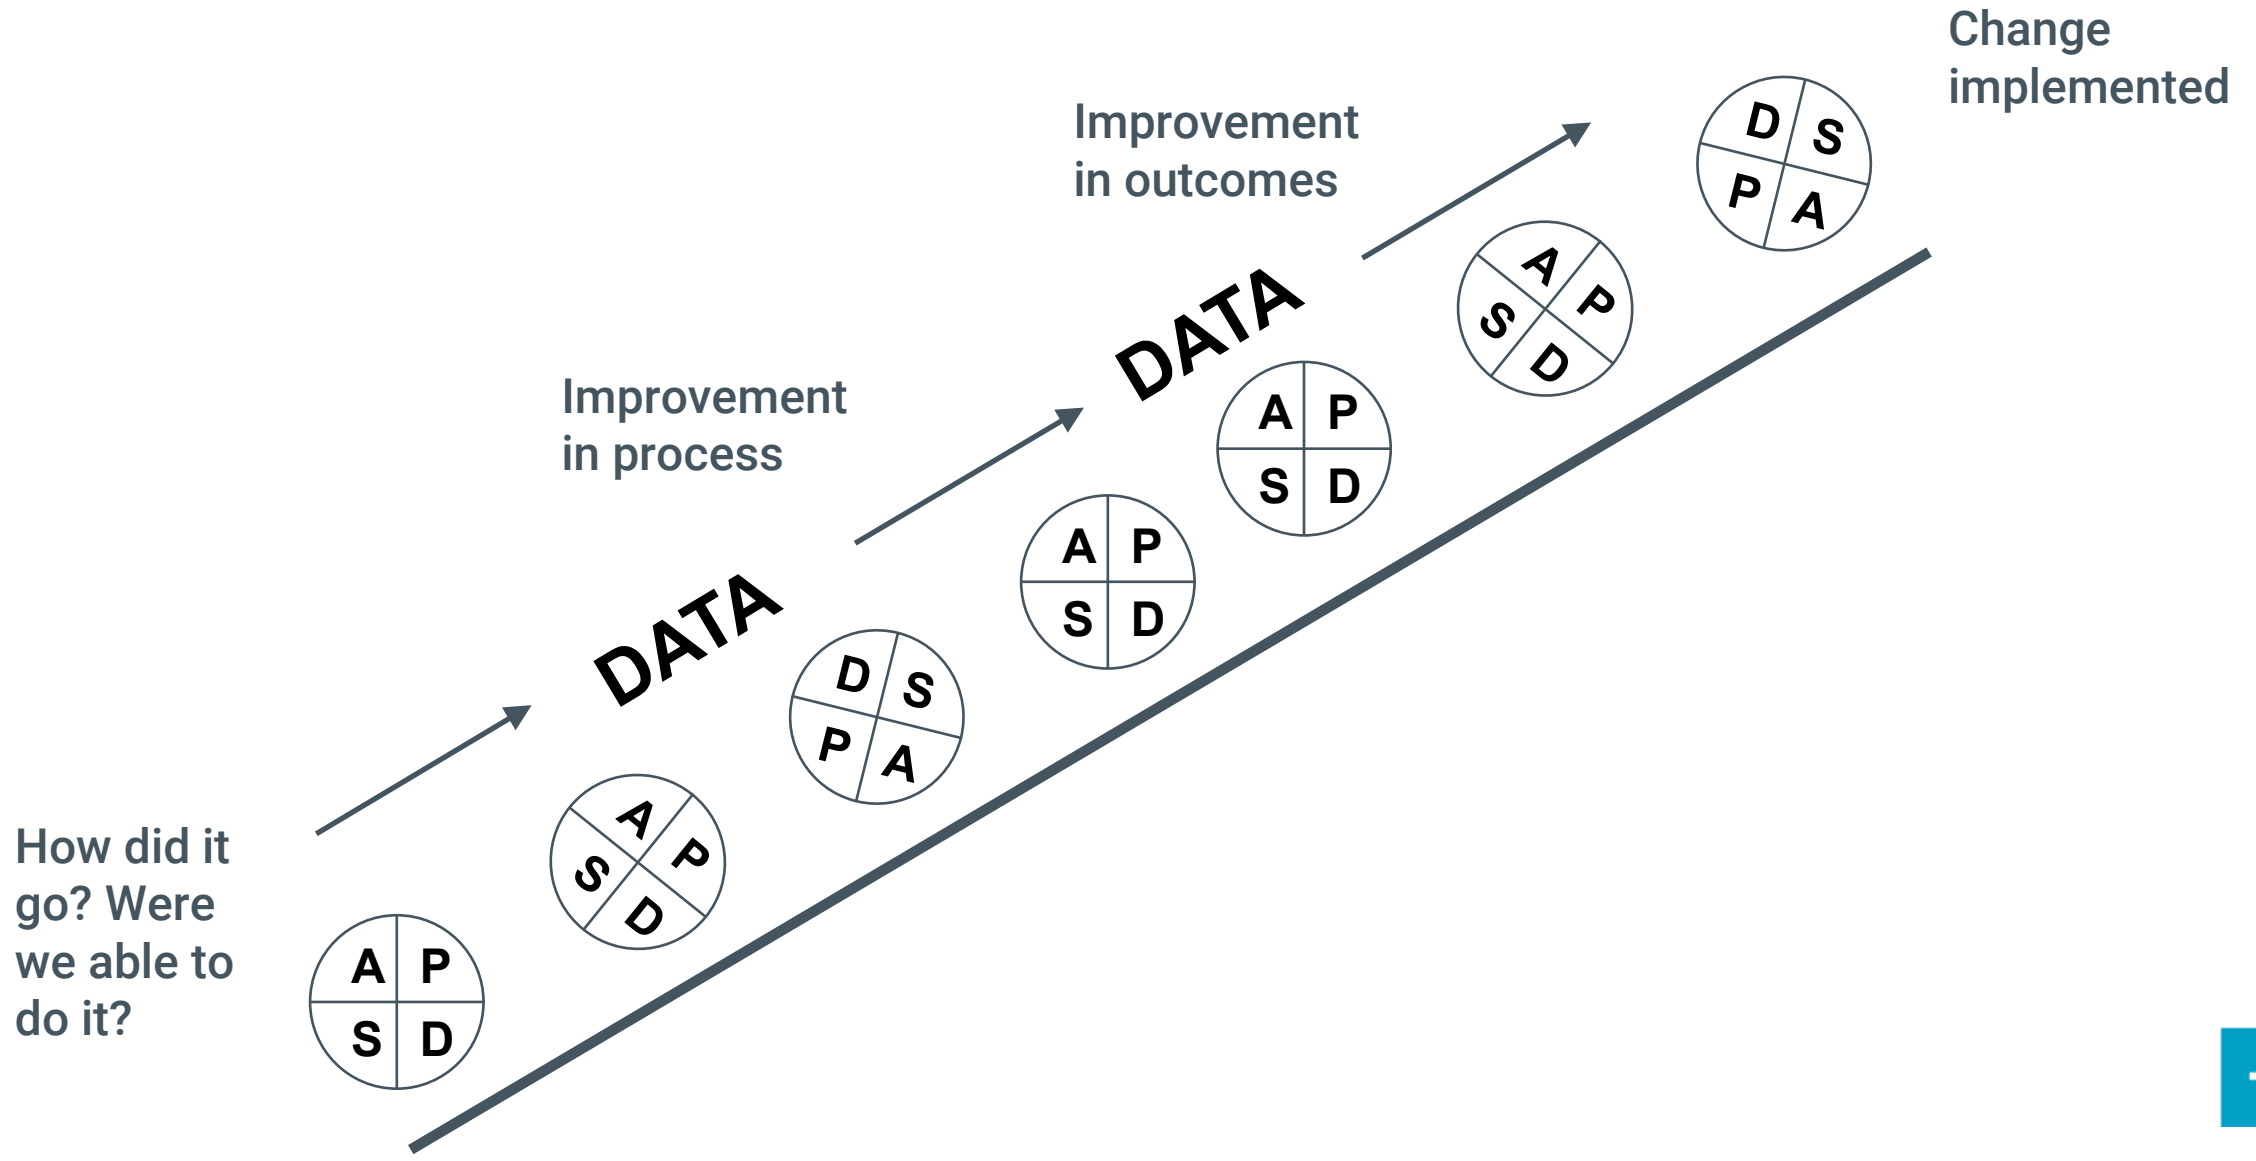 How did it
go? Were
we able to
do it?
A P
S D
A
P
S
D
DATA
Improvement
in process
D S
P A
A P
S D
DATA
Improvement
in outcomes
A P
S D
A
P
S
D
D S
P A
Change
implemented